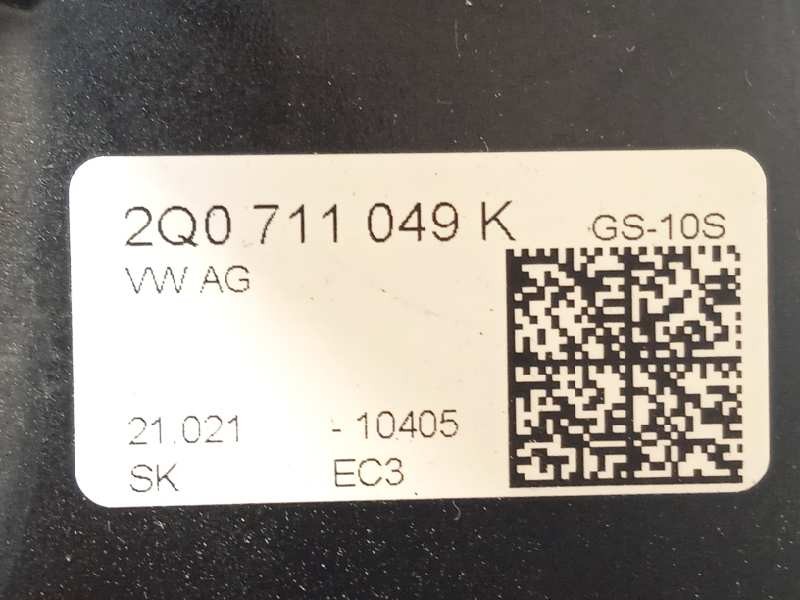 2Q0 711 049 K GS-10S
VW AG
21.021 - 10405
SK EC3